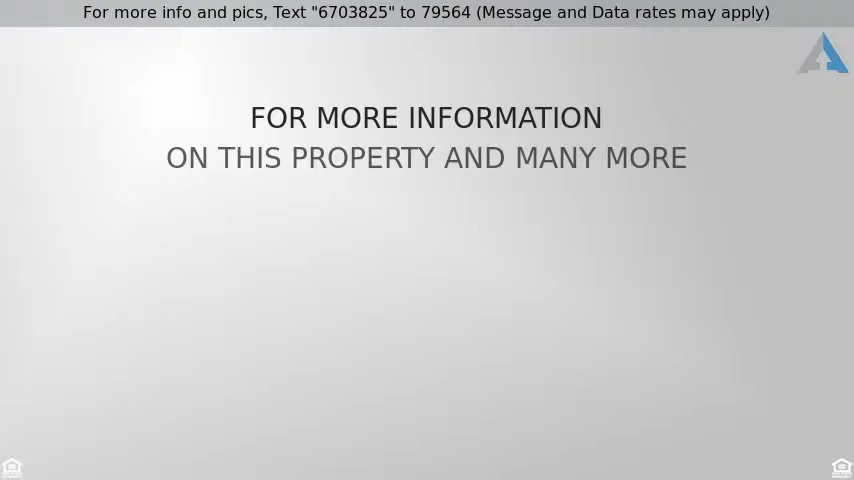 For more info and pics, Text "6703825" to 79564 (Message and Data rates may apply)
FOR MORE INFORMATION
ON THIS PROPERTY AND MANY MORE